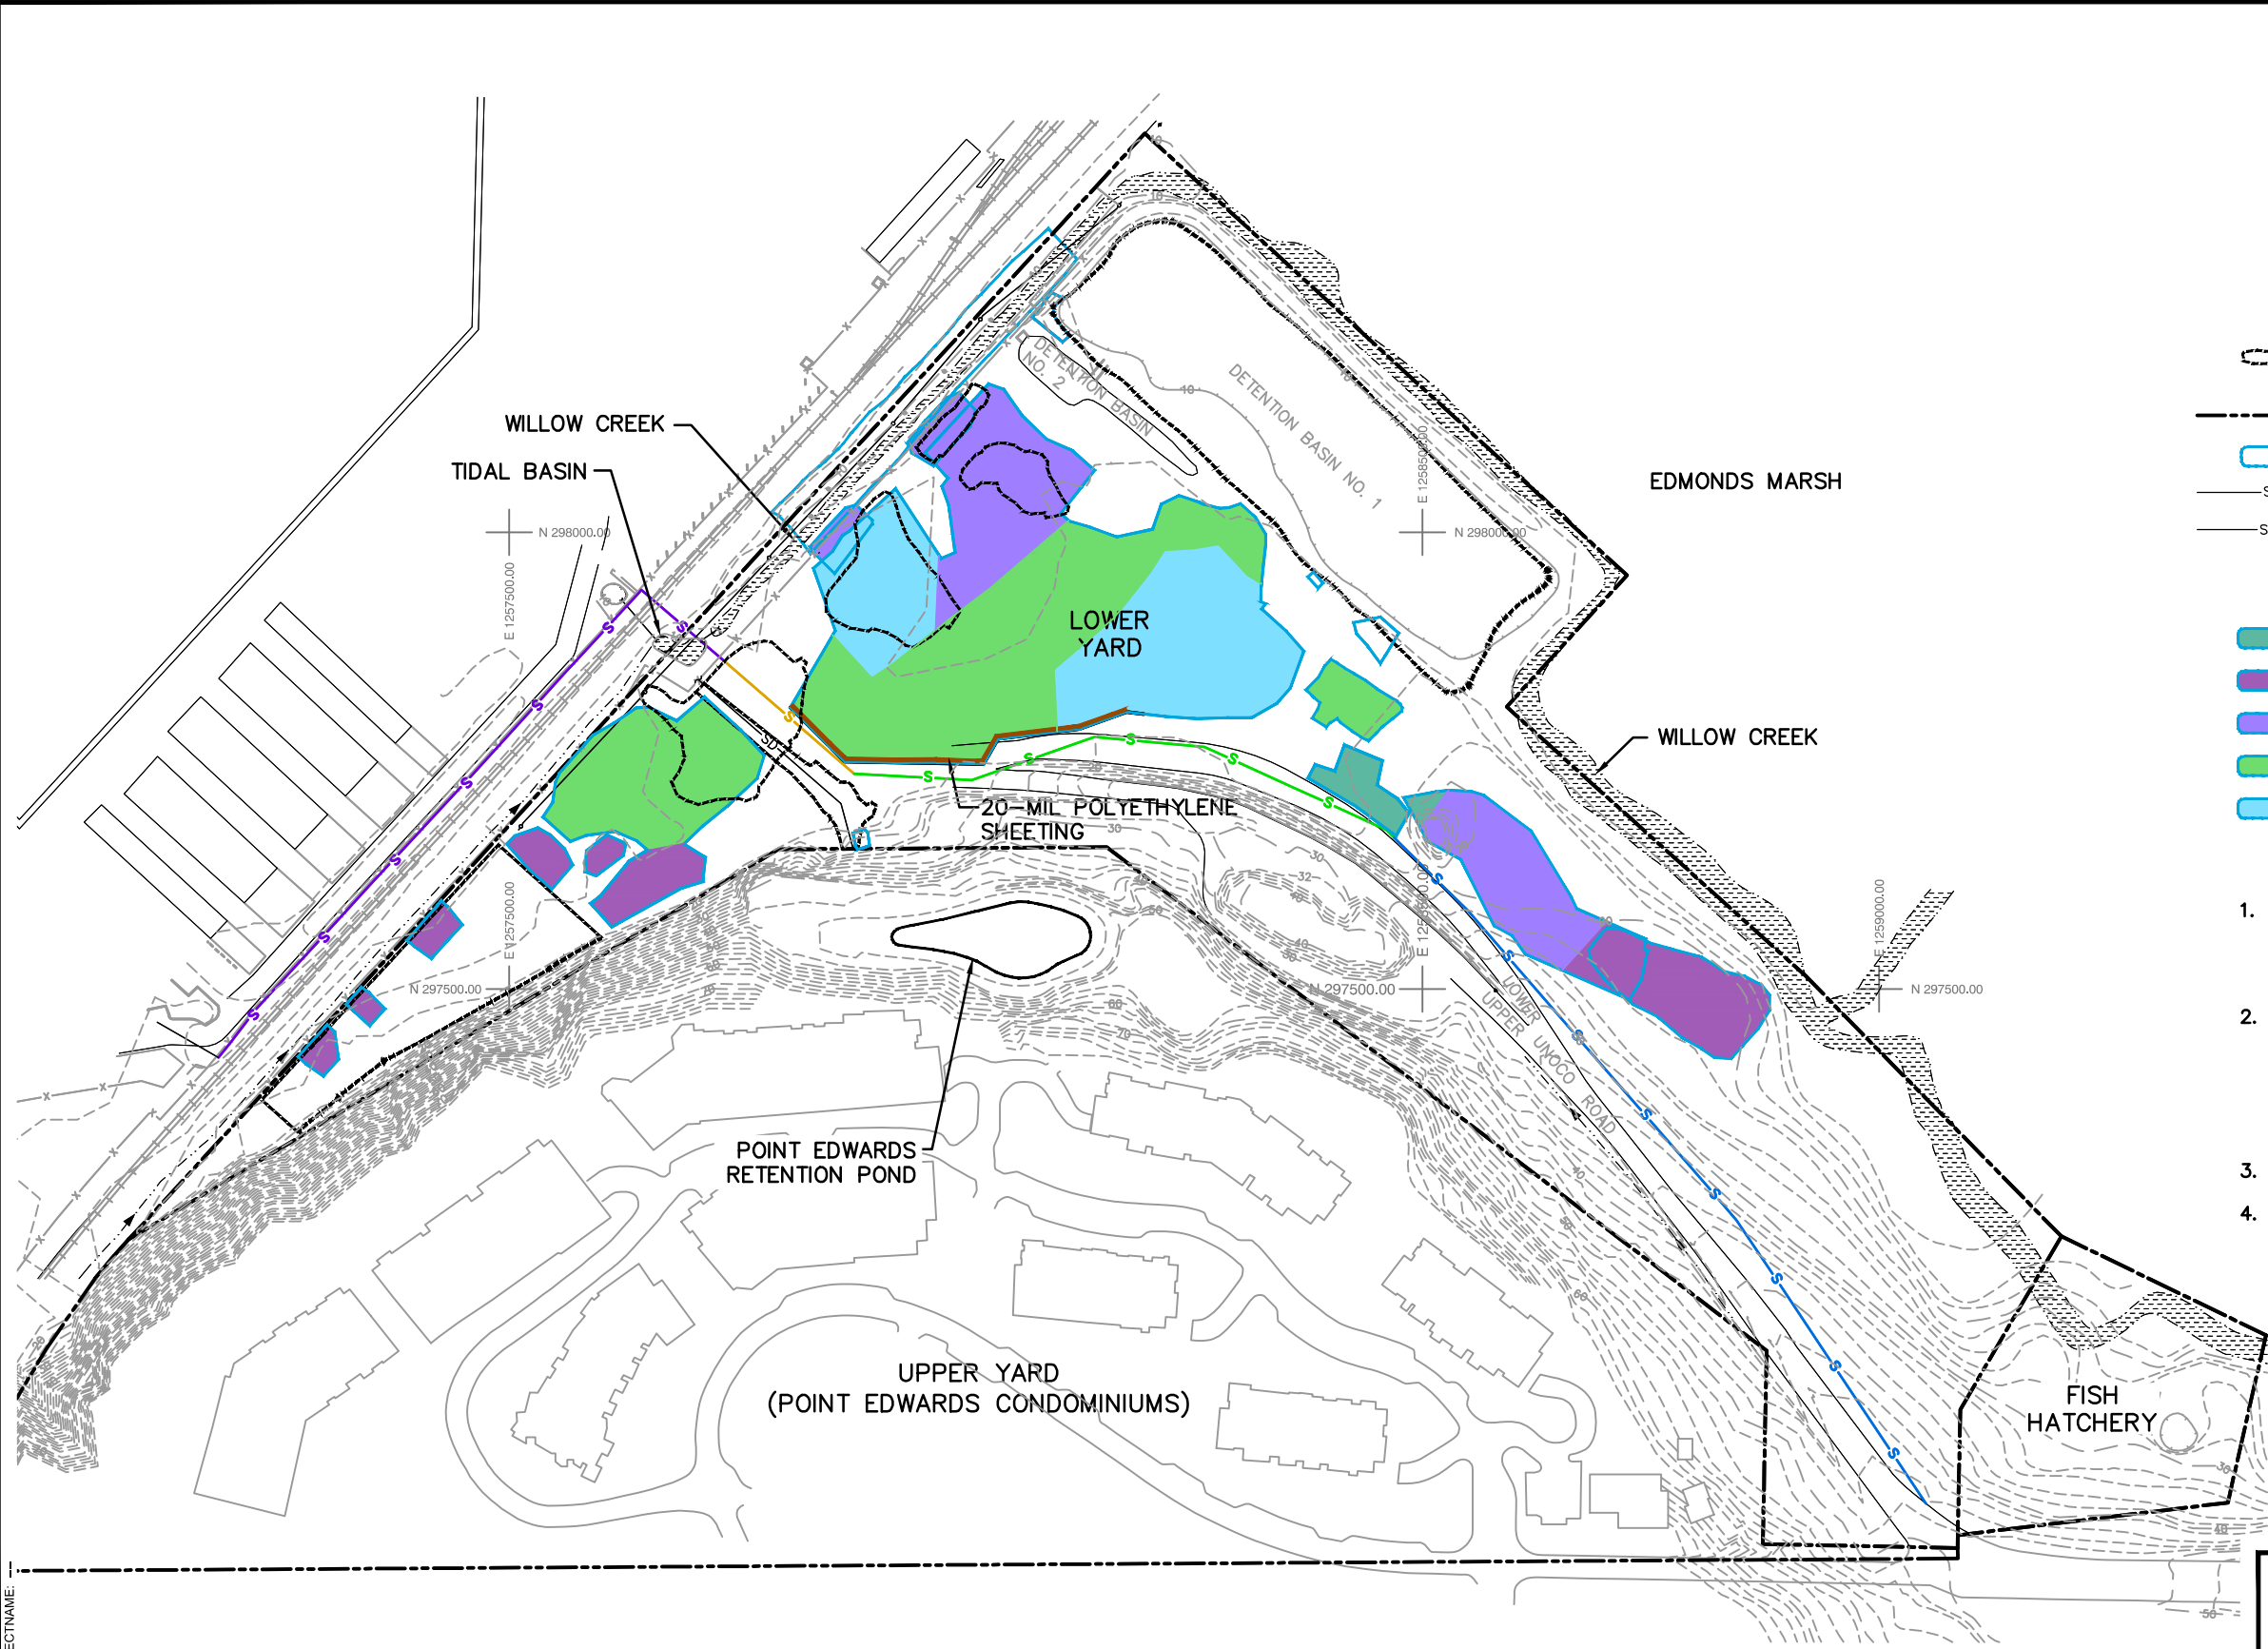 WILLOW CREEK
TIDAL BASIN
DETENTION BASIN
NO. 2
DETENTION BASIN NO. 1
EDMONDS MARSH
E 1257500.00
N 298000.00
E 1258500.00
N 298000.00
LOWER
YARD
WILLOW CREEK
SD
20-MIL POLYETHYLENE
SHEETING
E 1257500.00
N 297500.00
N 297500.00
E 1259000.00
N 297500.00
LOWER
UPPER UNOCO ROAD
POINT EDWARDS
RETENTION POND
UPPER YARD
(POINT EDWARDS CONDOMINIUMS)
FISH
HATCHERY
1.
2.
3.
4.
ECTNAME: